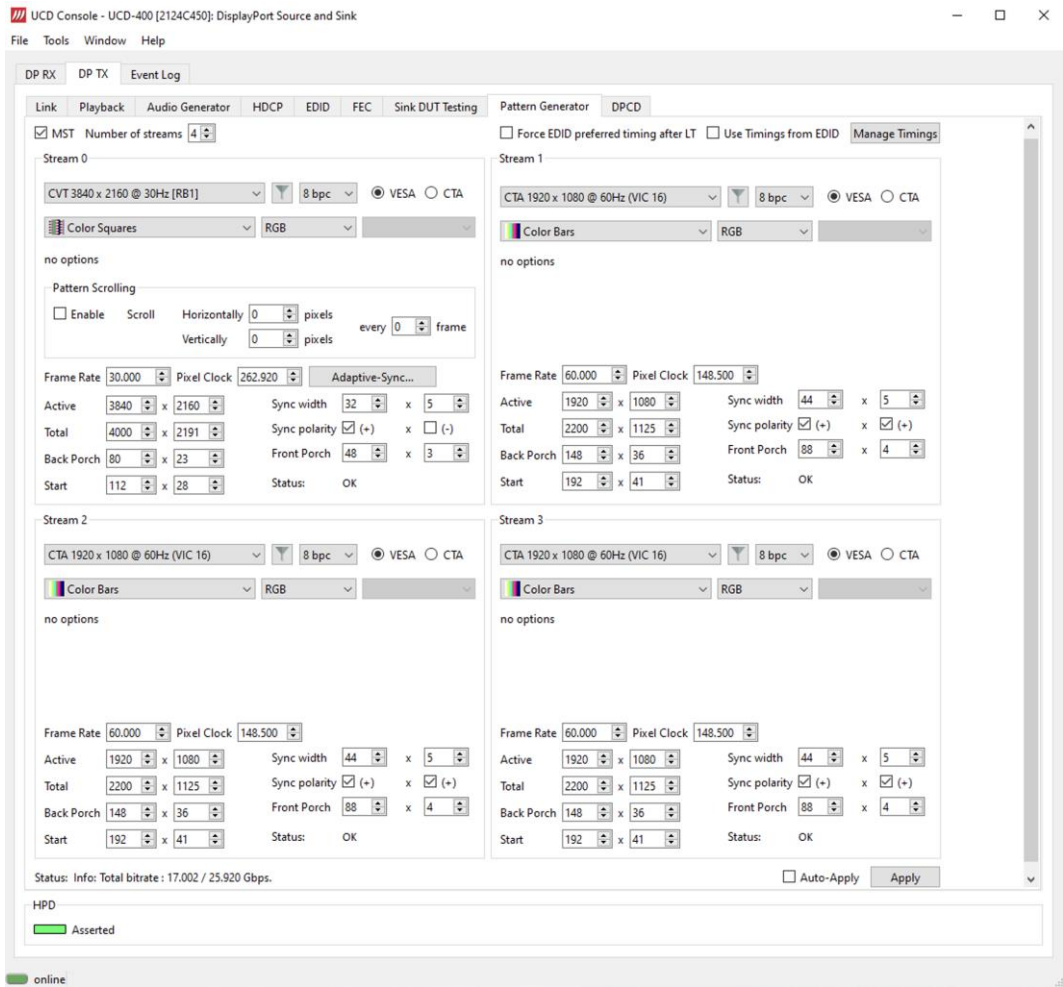 UCD Console - UCD-400 [2124C450]: DisplayPort Source and Sink
File Tools Window Help
DP RX DP TX Event Log
Link Playback Audio Generator HDCP EDID FEC Sink DUT Testing Pattern Generator DPCD
MST Number of streams 4
Force EDID preferred timing after LT Use Timings from EDID Manage Timings
Stream 0
CVT 3840 x 2160 @ 30Hz [RB1] 8 bpc VESA CTA
Color Squares RGB
no options
Pattern Scrolling
Enable Scroll Horizontally 0 pixels
every 0 frame
Vertically 0 pixels
Frame Rate 30.000 Pixel Clock 262.920 Adaptive-Sync...
Active 3840 x 2160 Sync width 32 x 5
Total 4000 x 2191 Sync polarity (+) x (-)
Back Porch 80 x 23 Front Porch 48 x 3
Start 112 x 28 Status: OK
Stream 1
CTA 1920 x 1080 @ 60Hz (VIC 16) 8 bpc VESA CTA
Color Bars RGB
no options
Frame Rate 60.000 Pixel Clock 148.500
Active 1920 x 1080 Sync width 44 x 5
Total 2200 x 1125 Sync polarity (+) x (+)
Back Porch 148 x 36 Front Porch 88 x 4
Start 192 x 41 Status: OK
Stream 2
CTA 1920 x 1080 @ 60Hz (VIC 16) 8 bpc VESA CTA
Color Bars RGB
no options
Frame Rate 60.000 Pixel Clock 148.500
Active 1920 x 1080 Sync width 44 x 5
Total 2200 x 1125 Sync polarity (+) x (+)
Back Porch 148 x 36 Front Porch 88 x 4
Start 192 x 41 Status: OK
Stream 3
CTA 1920 x 1080 @ 60Hz (VIC 16) 8 bpc VESA CTA
Color Bars RGB
no options
Frame Rate 60.000 Pixel Clock 148.500
Active 1920 x 1080 Sync width 44 x 5
Total 2200 x 1125 Sync polarity (+) x (+)
Back Porch 148 x 36 Front Porch 88 x 4
Start 192 x 41 Status: OK
Status: Info: Total bitrate : 17.002 / 25.920 Gbps.
Auto-Apply Apply
HPD
Asserted
online